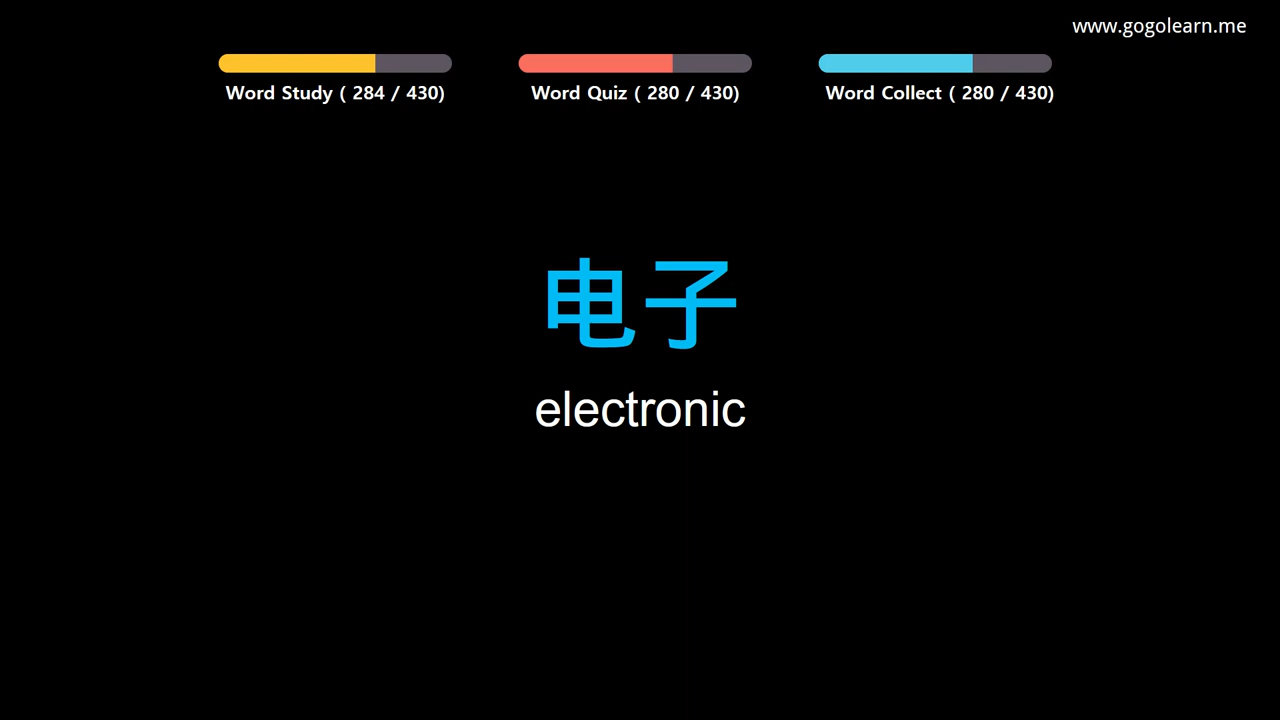 www.gogolearn.me
Word Study ( 284 / 430)
Word Quiz ( 280 / 430)
Word Collect ( 280 / 430)
电子
electronic